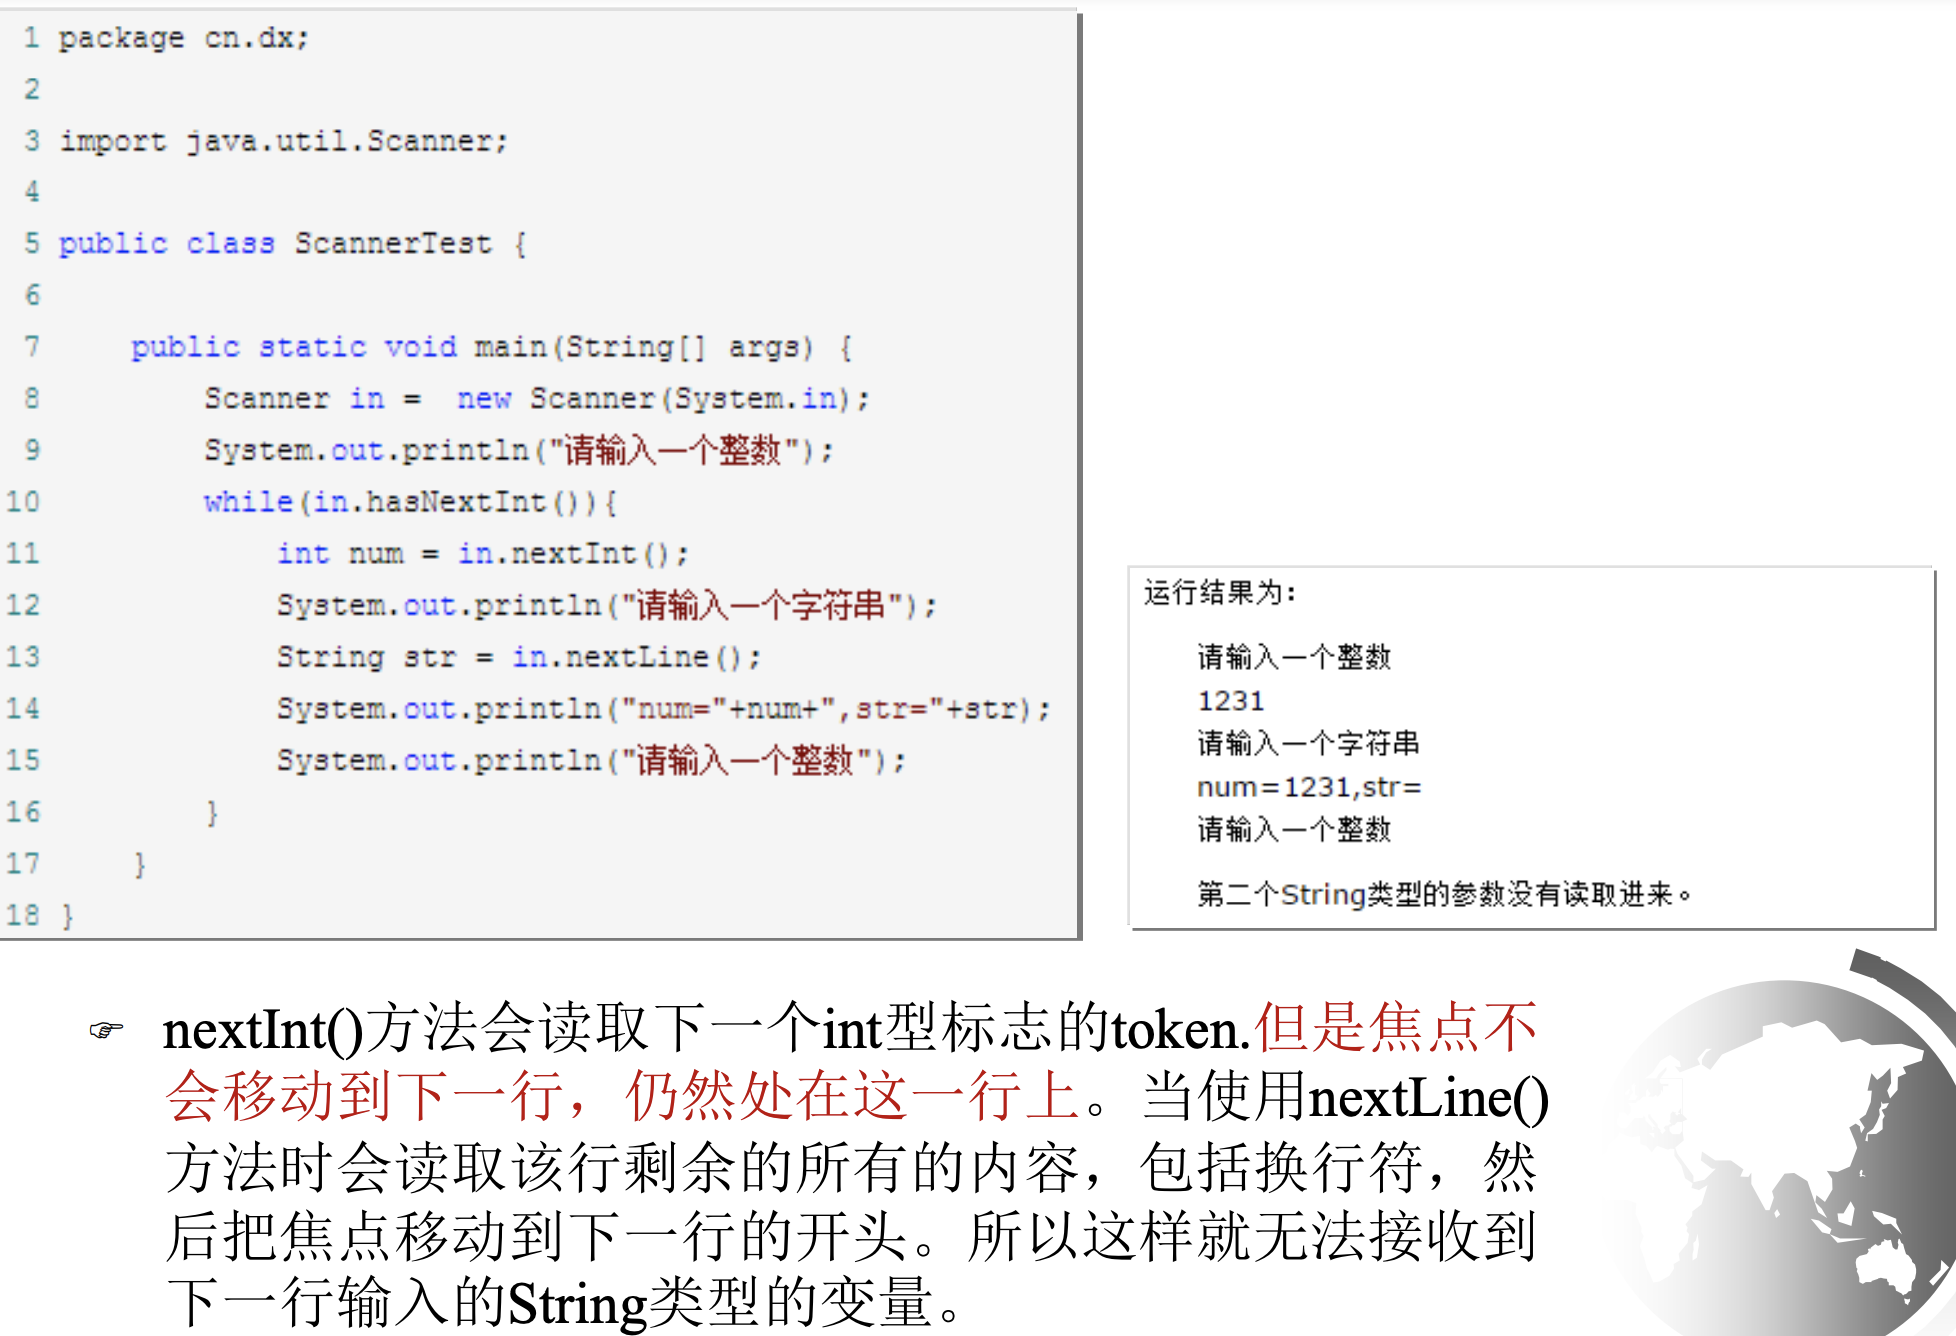 1 package cn.dx;
2
3 import java.util.Scanner;
4
5 public class ScannerTest {
6
7     public static void main(String[] args) {
8         Scanner in =  new Scanner(System.in);
9         System.out.println("请输入一个整数");
10         while(in.hasNextInt()){
11             int num = in.nextInt();
12             System.out.println("请输入一个字符串");
13             String str = in.nextLine();
14             System.out.println("num="+num+",str="+str);
15             System.out.println("请输入一个整数");
16         }
17     }
18 }
运行结果为：
请输入一个整数
1231
请输入一个字符串
num=1231,str=
请输入一个整数
第二个String类型的参数没有读取进来。
☞ nextInt()方法会读取下一个int型标志的token.但是焦点不
会移动到下一行，仍然处在这一行上。当使用nextLine()
方法时会读取该行剩余的所有的内容，包括换行符，然
后把焦点移动到下一行的开头。所以这样就无法接收到
下一行输入的String类型的变量。